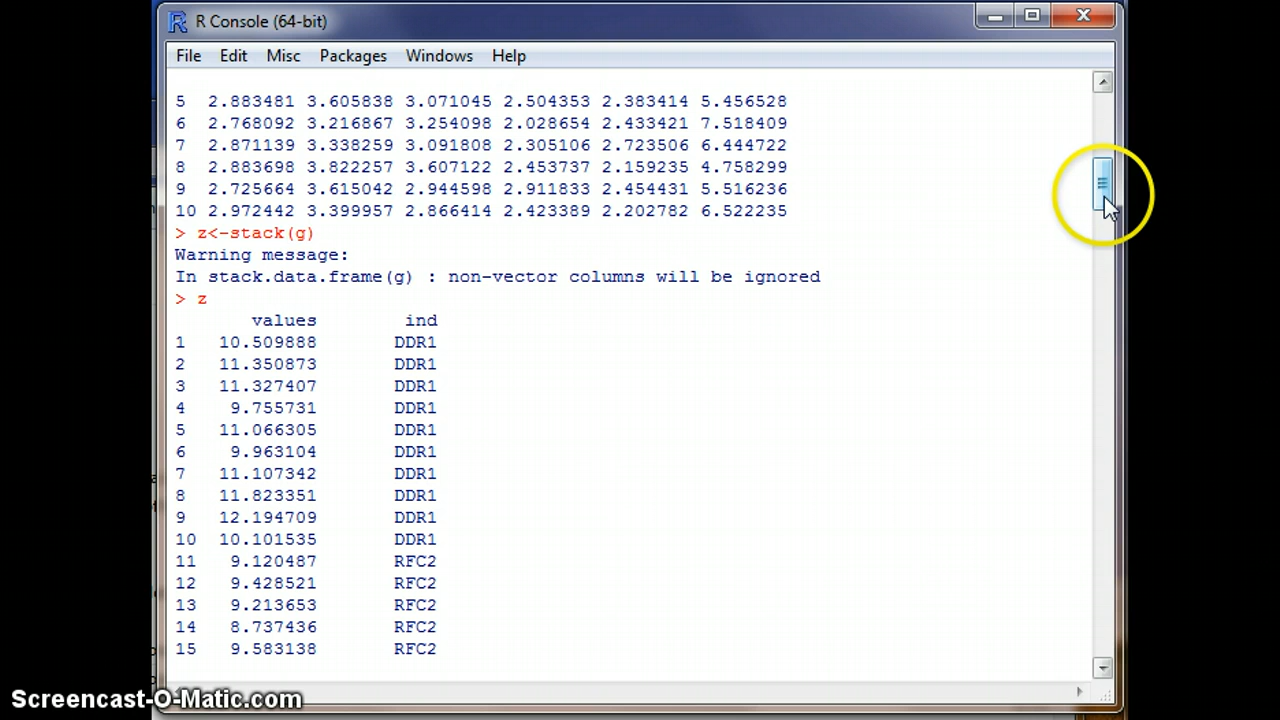 R Console (64-bit)
File Edit Misc Packages Windows Help
5 2.883481 3.605838 3.071045 2.504353 2.383414 5.456528
6 2.768092 3.216867 3.254098 2.028654 2.433421 7.518409
7 2.871139 3.338259 3.091808 2.305106 2.723506 6.444722
8 2.883698 3.822257 3.607122 2.453737 2.159235 4.758299
9 2.725664 3.615042 2.944598 2.911833 2.454431 5.516236
10 2.972442 3.399957 2.866414 2.423389 2.202782 6.522235
> z<-stack(g)
Warning message:
In stack.data.frame(g) : non-vector columns will be ignored
> z
values ind
1 10.509888 DDR1
2 11.350873 DDR1
3 11.327407 DDR1
4 9.755731 DDR1
5 11.066305 DDR1
6 9.963104 DDR1
7 11.107342 DDR1
8 11.823351 DDR1
9 12.194709 DDR1
10 10.101535 DDR1
11 9.120487 RFC2
12 9.428521 RFC2
13 9.213653 RFC2
14 8.737436 RFC2
15 9.583138 RFC2
Screencast-O-Matic.com